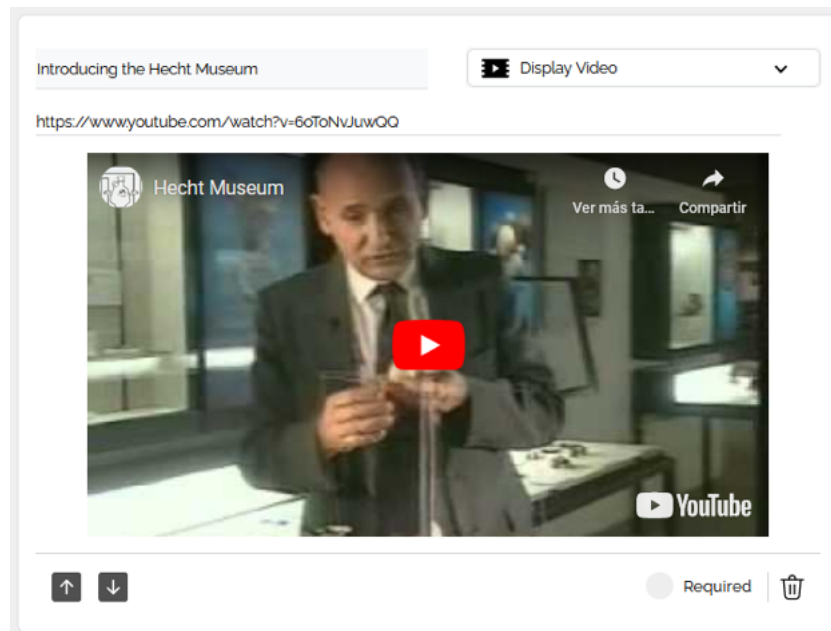 Introducing the Hecht Museum
Display Video
https://www.youtube.com/watch?v=6oToNvJuwQQ
Hecht Museum
Ver más ta...
Compartir
YouTube
Required